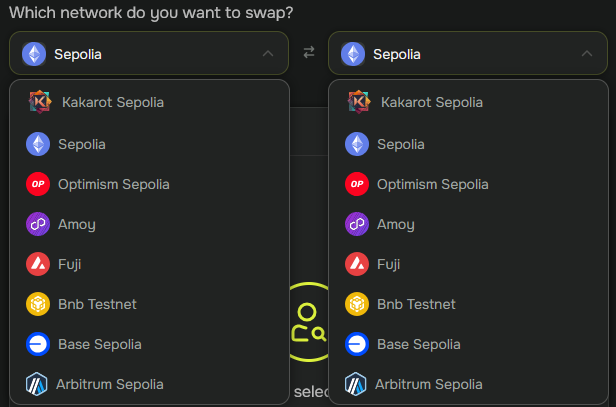 Which network do you want to swap?
Sepolia
Sepolia
Kakarot Sepolia
Sepolia
OP Optimism Sepolia
Amoy
Fuji
Bnb Testnet
Base Sepolia
Arbitrum Sepolia
Kakarot Sepolia
Sepolia
OP Optimism Sepolia
Amoy
Fuji
Bnb Testnet
Base Sepolia
Arbitrum Sepolia